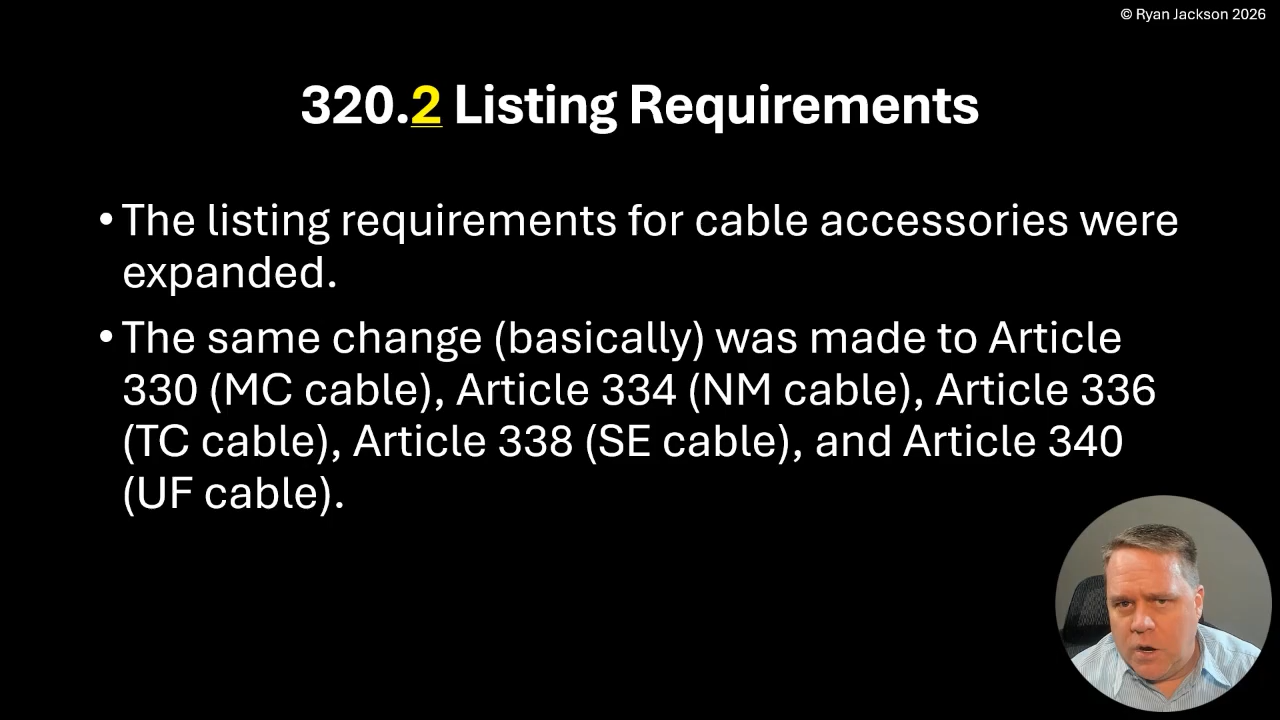 © Ryan Jackson 2026
320.2 Listing Requirements
• The listing requirements for cable accessories were
expanded.
• The same change (basically) was made to Article
330 (MC cable), Article 334 (NM cable), Article 336
(TC cable), Article 338 (SE cable), and Article 340
(UF cable).